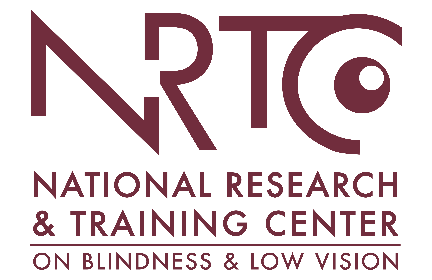 NRTC
NATIONAL RESEARCH
& TRAINING CENTER
ON BLINDNESS & LOW VISION